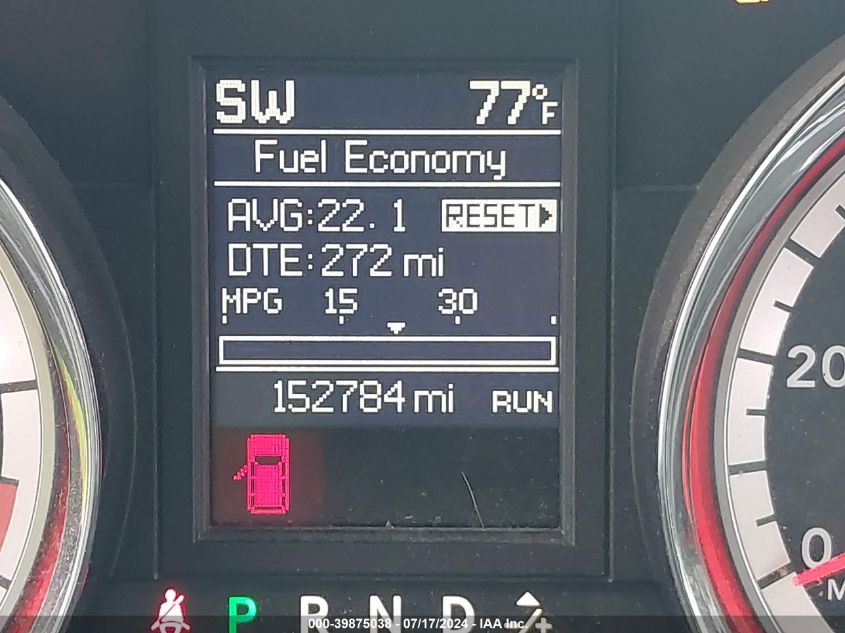 SW 77°F
Fuel Economy
AVG:22.1 RESET
DTE:272 mi
MPG 15 30
152784 mi RUN
20
0
M
P R N D +
000-39875038 - 07/17/2024 - IAA Inc.